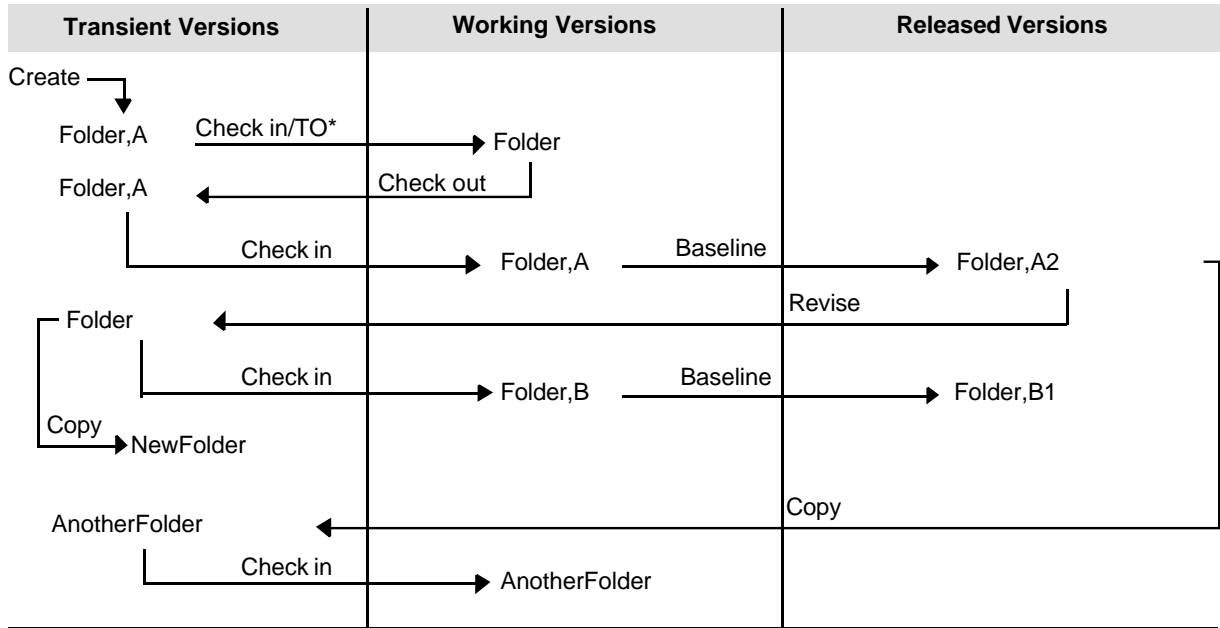 Transient Versions Working Versions Released Versions
Create
Folder,A Check in/TO* Folder
Folder,A Check out
Check in Folder,A Baseline Folder,A2
Revise
Folder
Check in Folder,B Baseline Folder,B1
Copy
NewFolder
Copy
AnotherFolder
Check in AnotherFolder